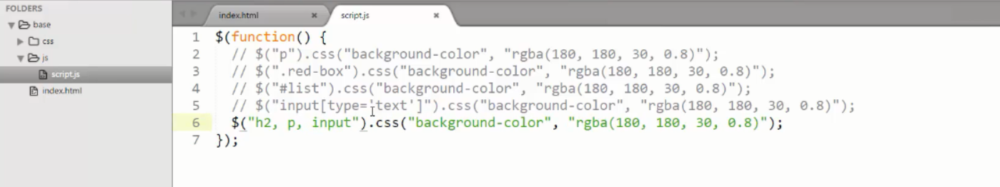 FOLDERS
base
css
js
script.js
index.html
index.html × script.js ×
1 $(function() {
2 // $("p").css("background-color", "rgba(180, 180, 30, 0.8)");
3 // $(".red-box").css("background-color", "rgba(180, 180, 30, 0.8)");
4 // $("#list").css("background-color", "rgba(180, 180, 30, 0.8)");
5 // $("input[type='text']").css("background-color", "rgba(180, 180, 30, 0.8)");
6 $("h2, p, input").css("background-color", "rgba(180, 180, 30, 0.8)");
7 });